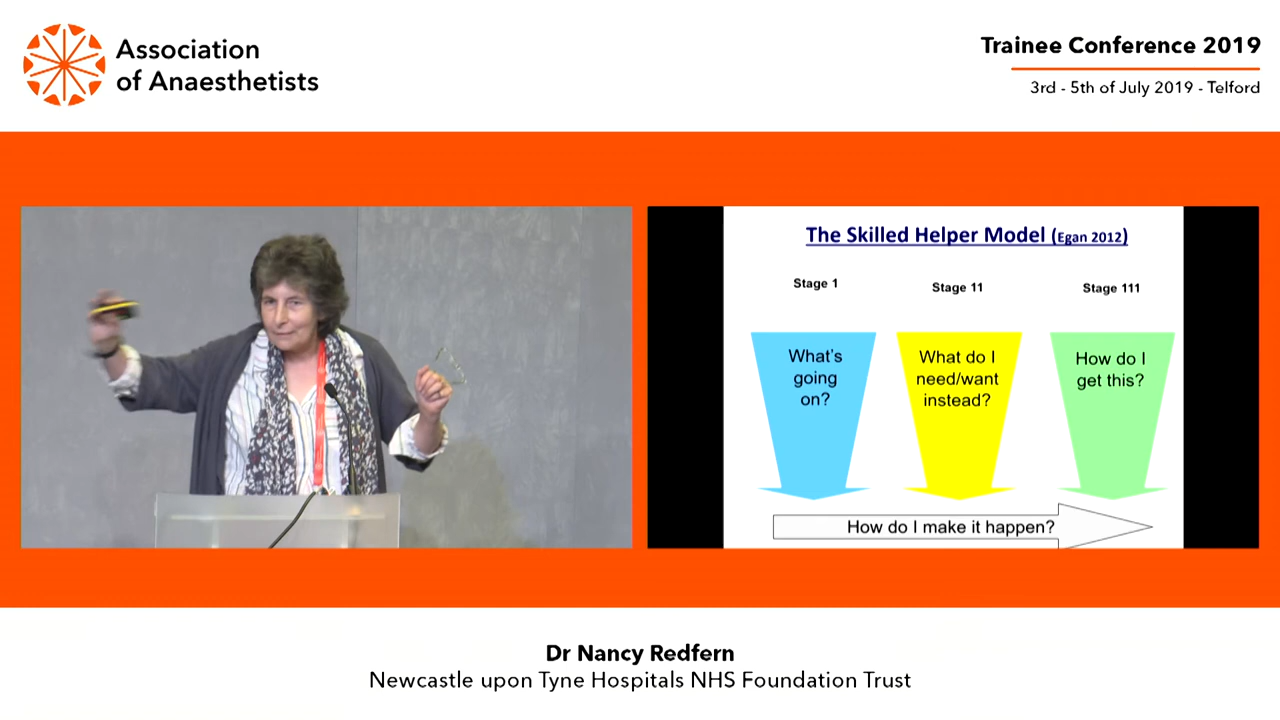 Association
of Anaesthetists
Trainee Conference 2019
3rd - 5th of July 2019 - Telford
The Skilled Helper Model (Egan 2012)
Stage 1
Stage 11
Stage 111
What's
going
on?
What do I
need/want
instead?
How do I
get this?
How do I make it happen?
Dr Nancy Redfern
Newcastle upon Tyne Hospitals NHS Foundation Trust